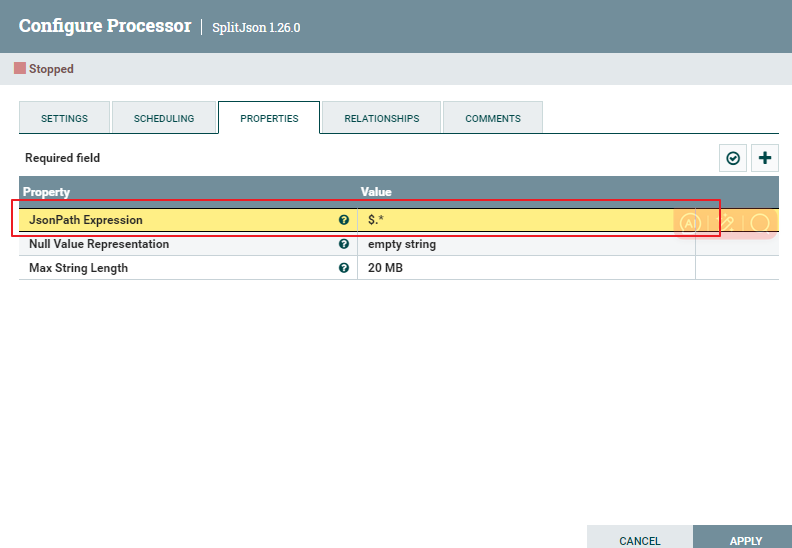 Configure Processor | SplitJson 1.26.0
Stopped
SETTINGS SCHEDULING PROPERTIES RELATIONSHIPS COMMENTS
Required field
Property Value
JsonPath Expression $.*
AI
Null Value Representation empty string
Max String Length 20 MB
CANCEL APPLY